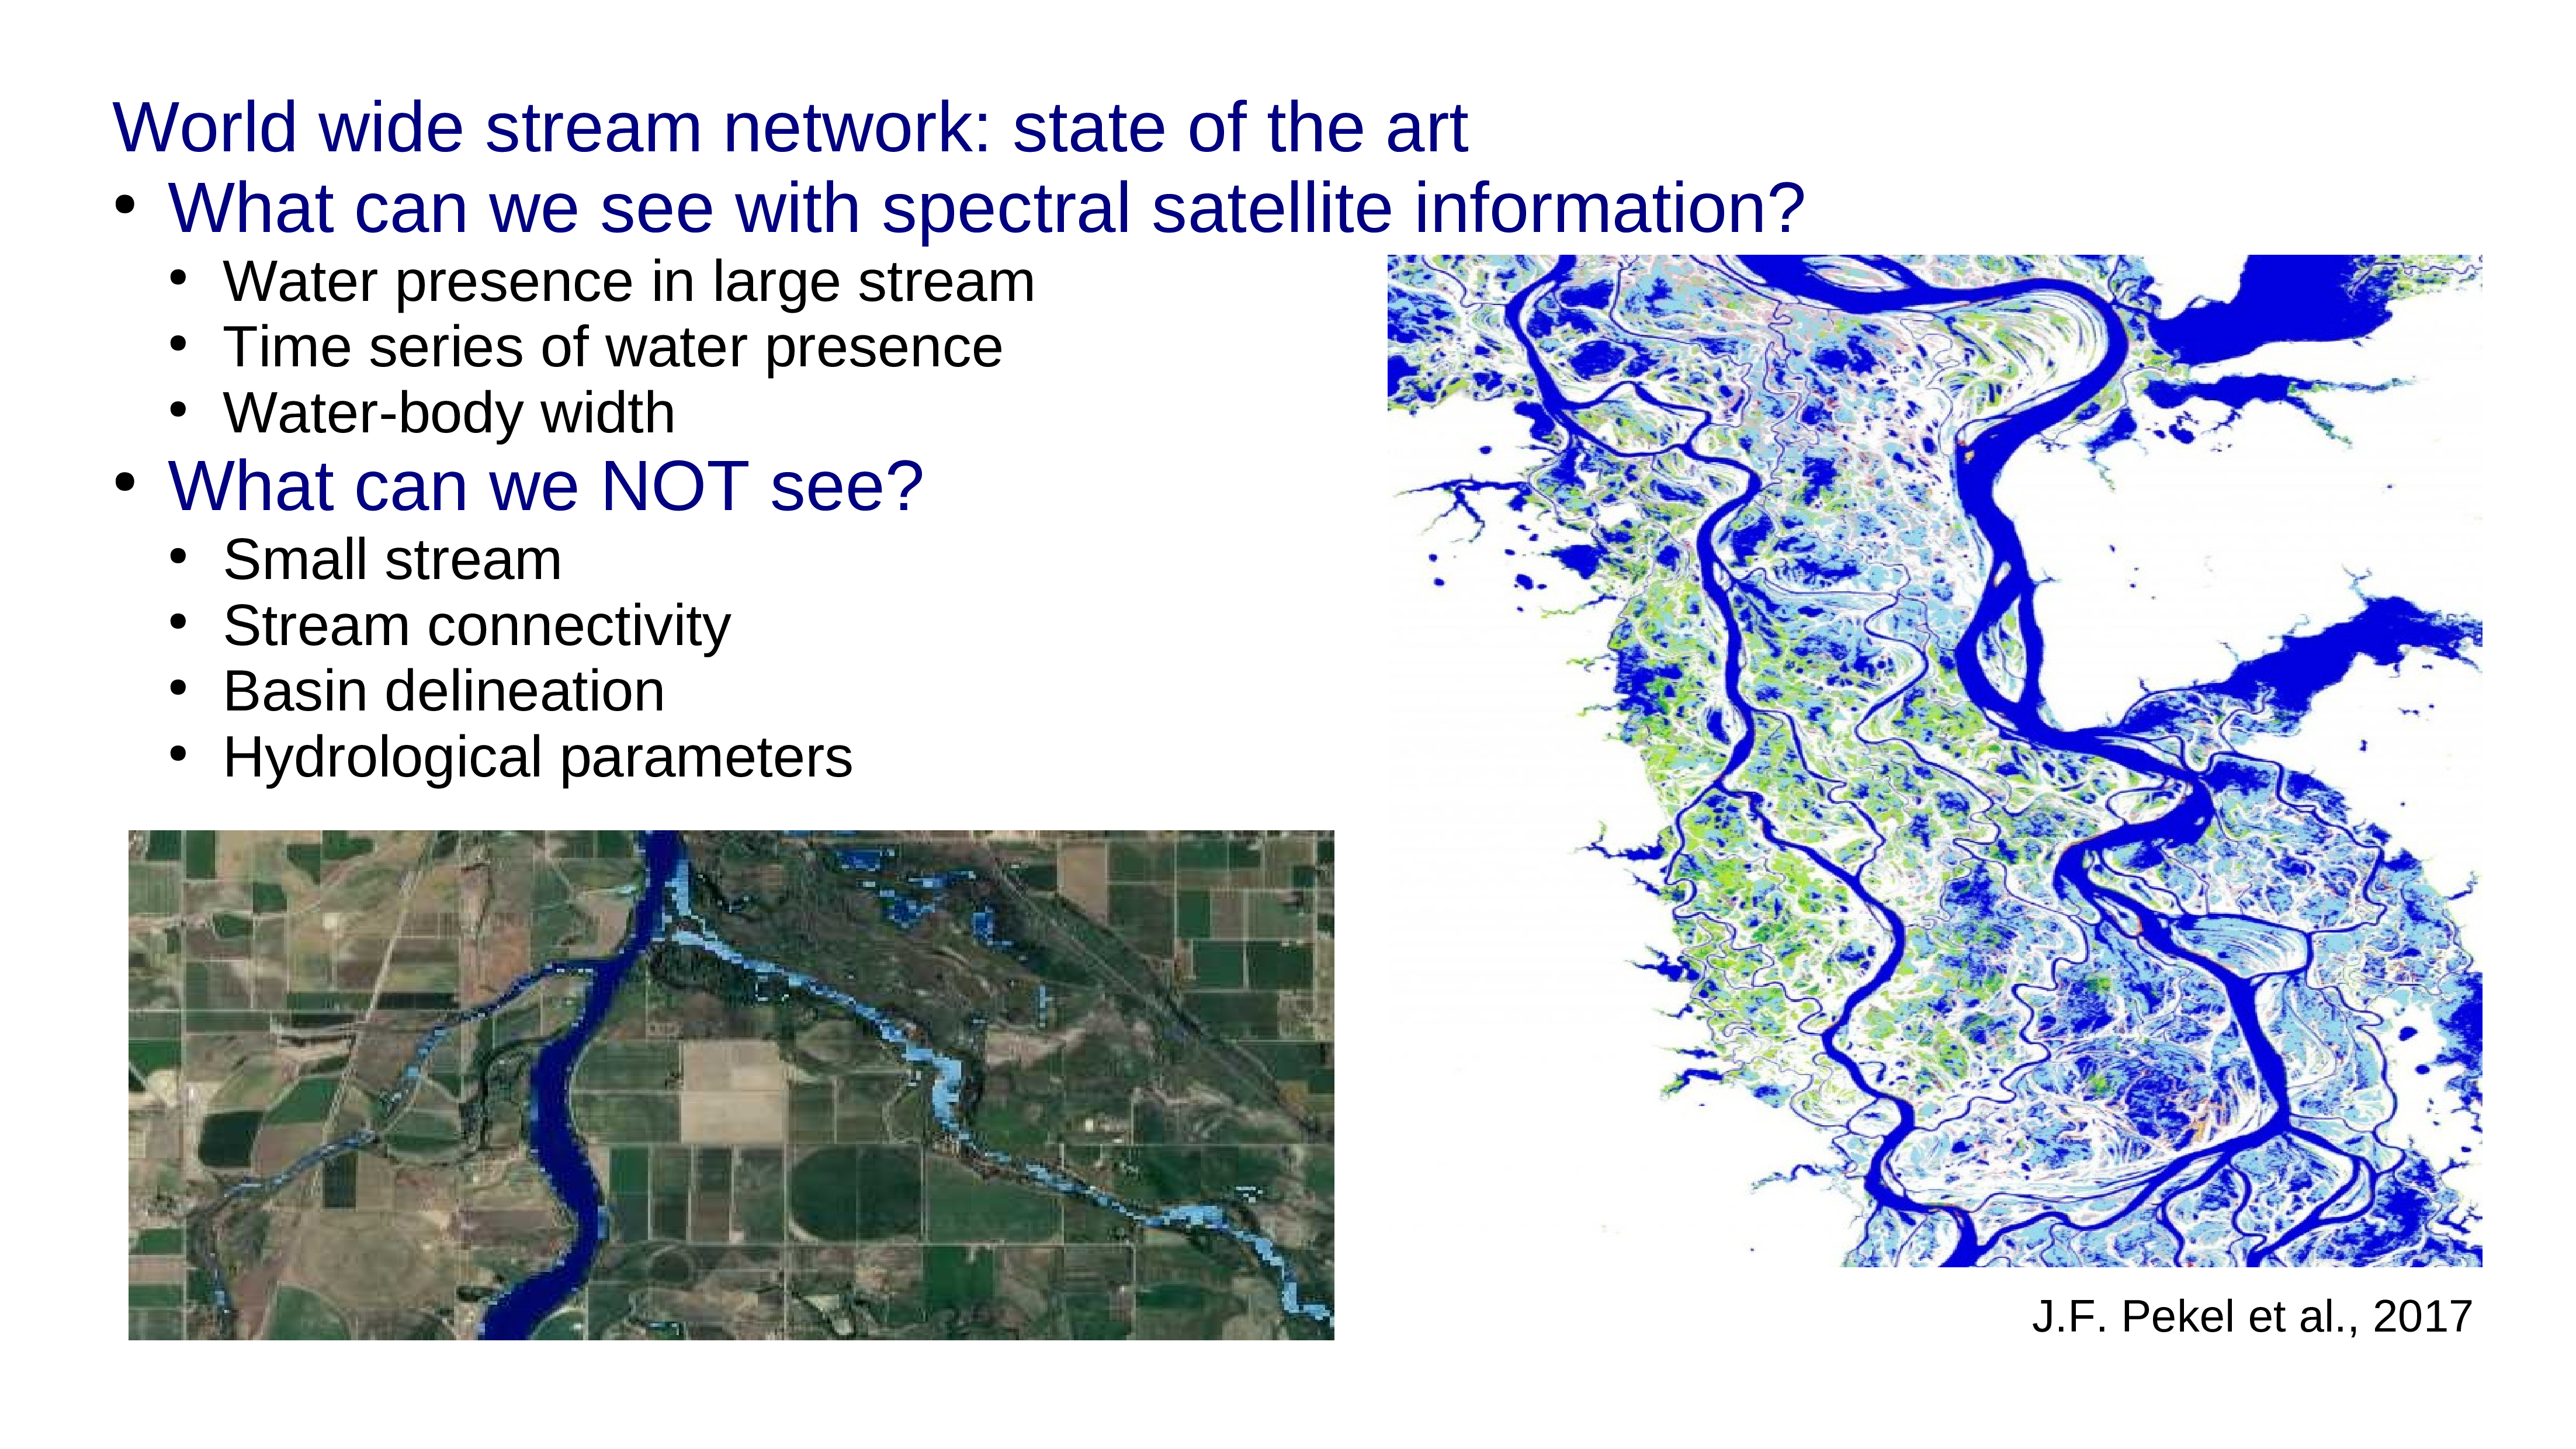 World wide stream network: state of the art
• What can we see with spectral satellite information?
• Water presence in large stream
• Time series of water presence
• Water-body width
• What can we NOT see?
• Small stream
• Stream connectivity
• Basin delineation
• Hydrological parameters
J.F. Pekel et al., 2017